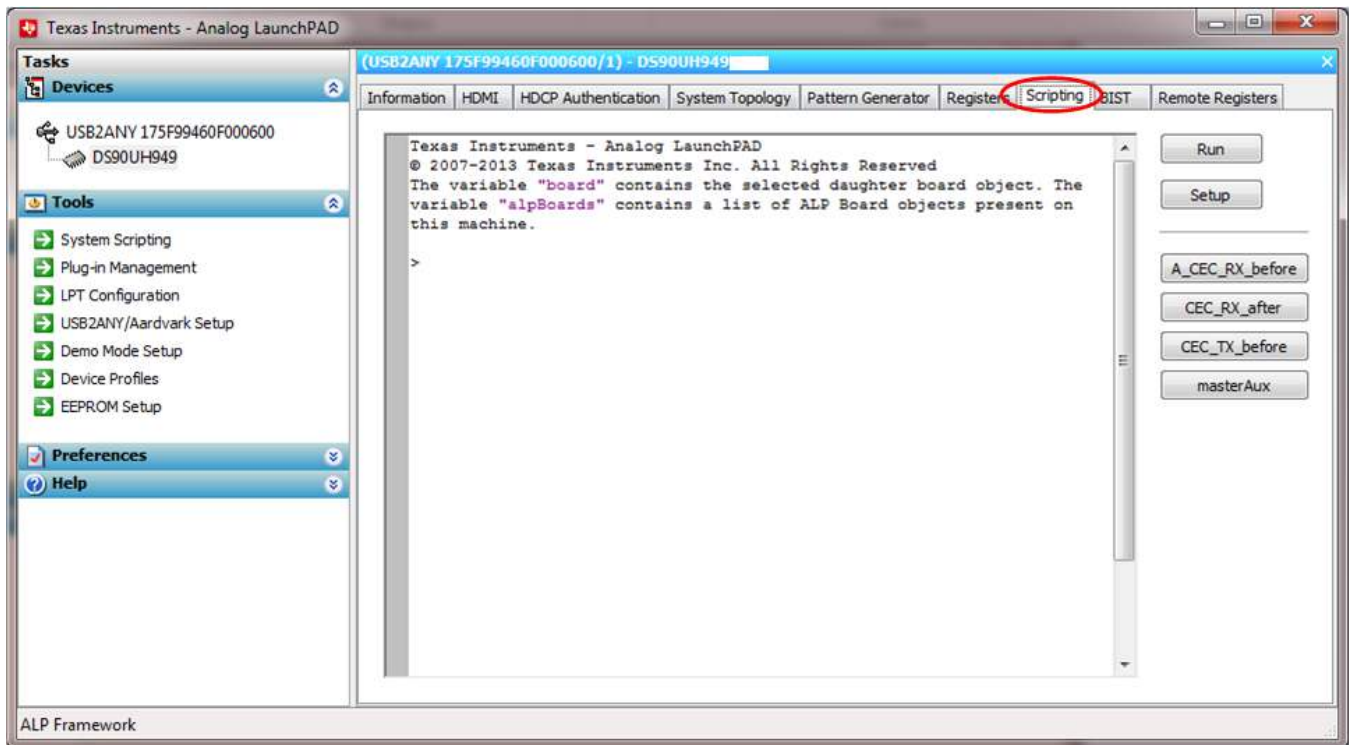 Texas Instruments - Analog LaunchPAD
Tasks
Devices
USB2ANY 175F99460F000600
DS90UH949
Tools
System Scripting
Plug-in Management
LPT Configuration
USB2ANY/Aardvark Setup
Demo Mode Setup
Device Profiles
EEPROM Setup
Preferences
Help
(USB2ANY 175F99460F000600/1) - DS90UH949
Information HDMI HDCP Authentication System Topology Pattern Generator Registers Scripting BIST Remote Registers
Texas Instruments - Analog LaunchPAD
© 2007-2013 Texas Instruments Inc. All Rights Reserved
The variable "board" contains the selected daughter board object. The
variable "alpBoards" contains a list of ALP Board objects present on
this machine.
>
Run
Setup
A_CEC_RX_before
CEC_RX_after
CEC_TX_before
masterAux
ALP Framework